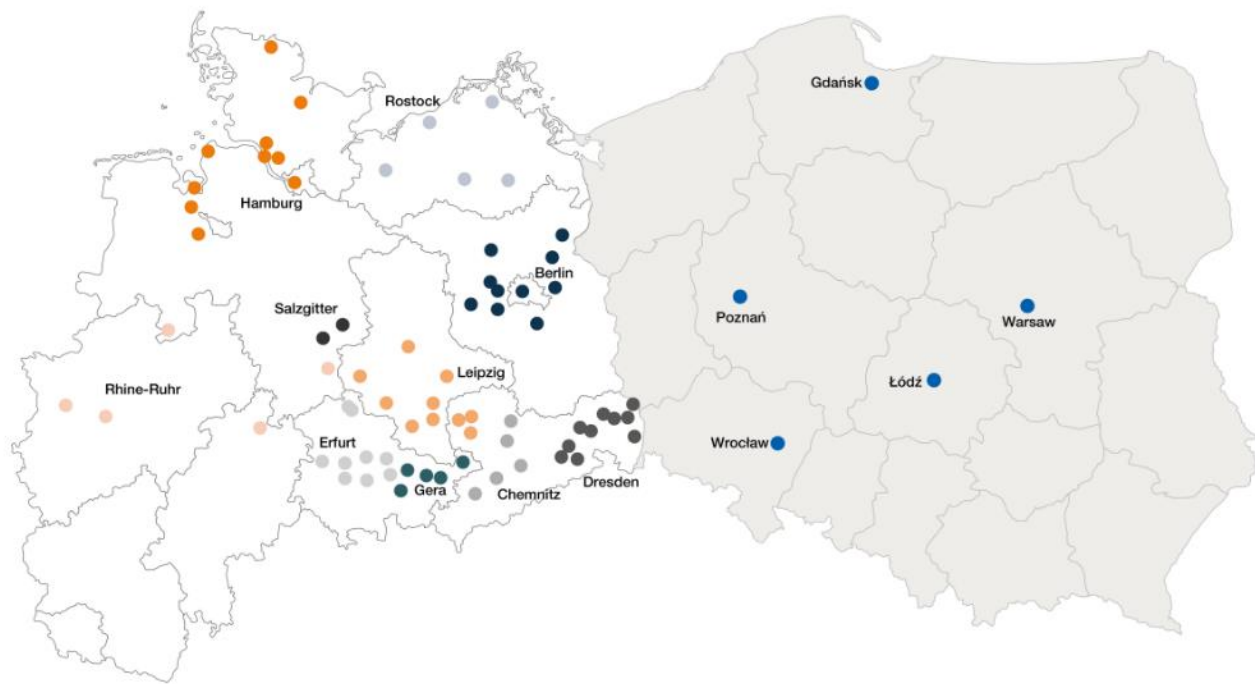 Gdańsk
Rostock
Hamburg
Berlin
Salzgitter
Poznań
Warsaw
Leipzig
Łódź
Rhine-Ruhr
Erfurt
Wrocław
Gera
Chemnitz
Dresden